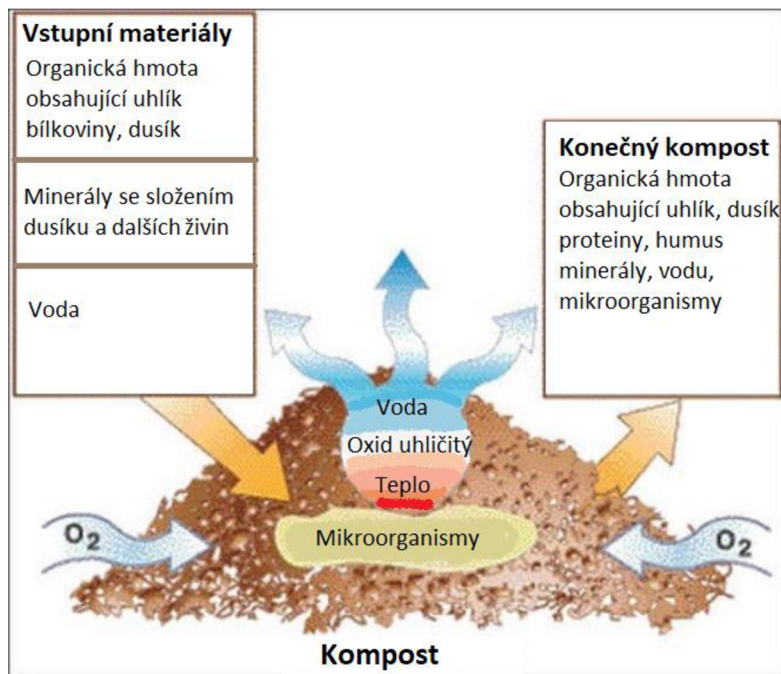 Vstupní materiály
Organická hmota
obsahující uhlík
bílkoviny, dusík
Minerály se složením
dusíku a dalších živin
Voda
Konečný kompost
Organická hmota
obsahující uhlík, dusík
proteiny, humus
minerály, vodu,
mikroorganismy
Voda
Oxid uhličitý
Teplo
Mikroorganismy
O2
O2
Kompost